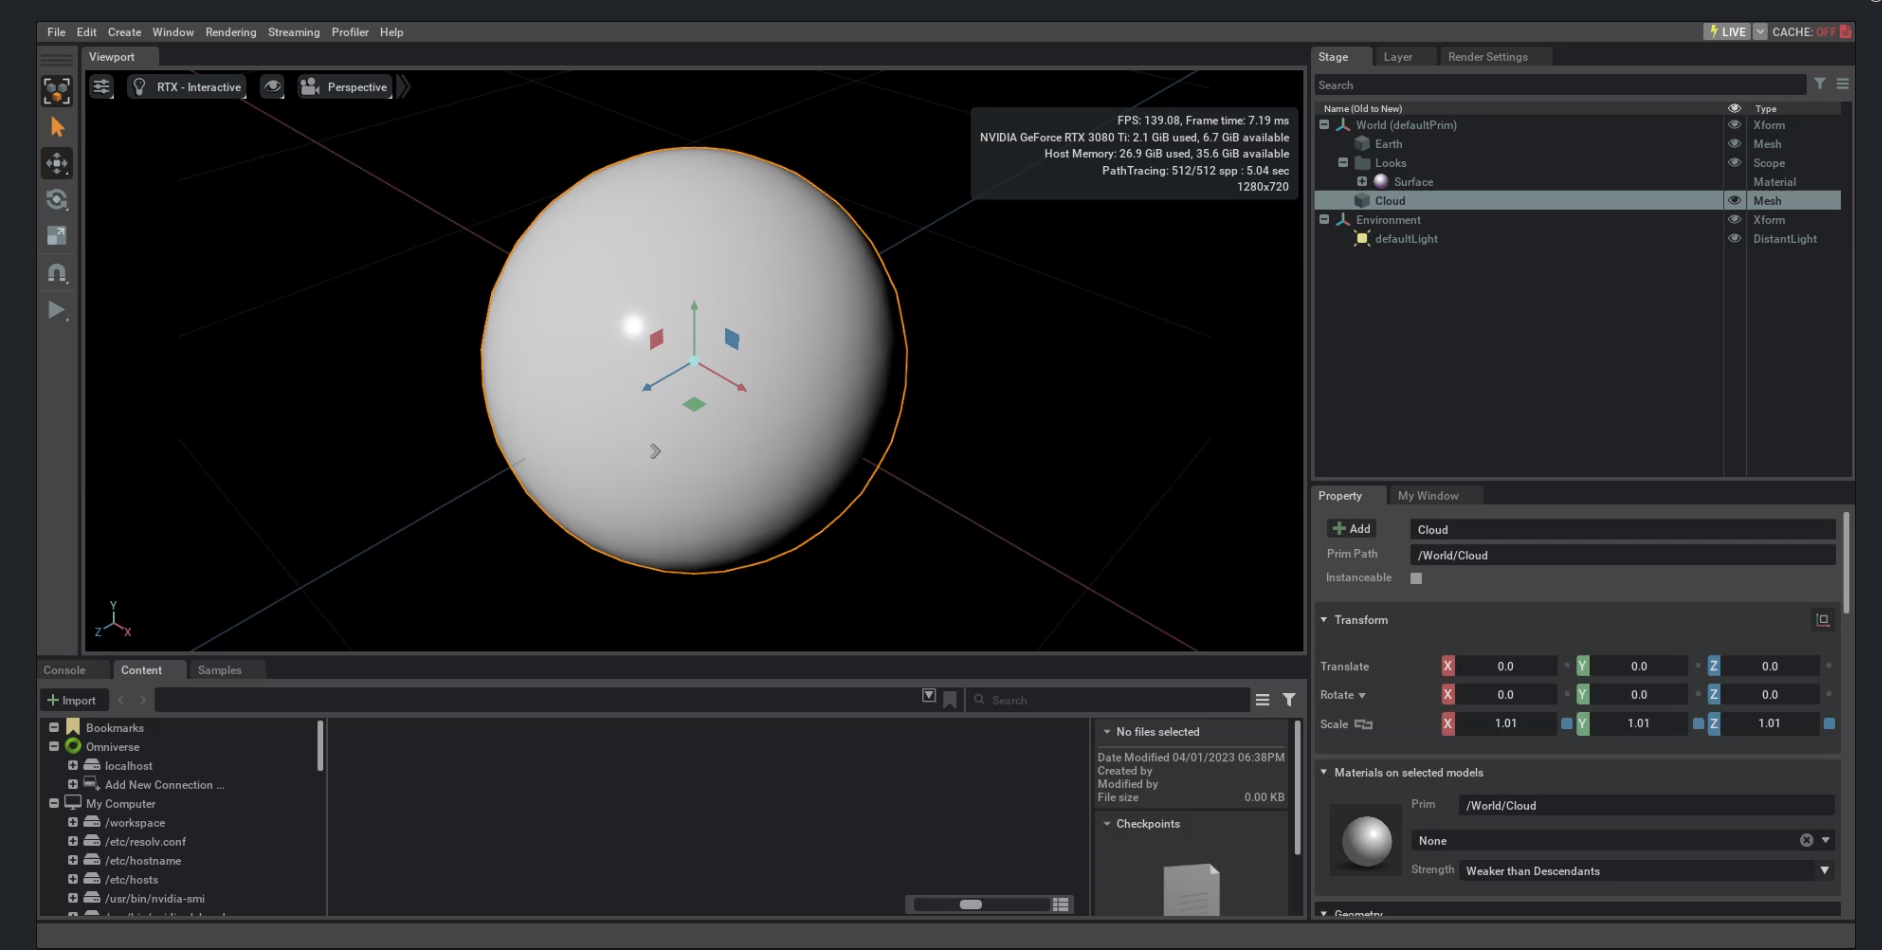 File Edit Create Window Rendering Streaming Profiler Help
LIVE CACHE: OFF
Viewport
RTX - Interactive Perspective
FPS: 139.08, Frame time: 7.19 ms
NVIDIA GeForce RTX 3080 Ti: 2.1 GiB used, 6.7 GiB available
Host Memory: 26.9 GiB used, 35.6 GiB available
PathTracing: 512/512 spp : 5.04 sec
1280x720
Y
Z X
Stage Layer Render Settings
Search
Name (Old to New) Type
World (defaultPrim) Xform
Earth Mesh
Looks Scope
Surface Material
Cloud Mesh
Environment Xform
defaultLight DistantLight
Property My Window
Add Cloud
Prim Path /World/Cloud
Instanceable
Transform
Translate X 0.0 Y 0.0 Z 0.0
Rotate X 0.0 Y 0.0 Z 0.0
Scale X 1.01 Y 1.01 Z 1.01
Materials on selected models
Prim /World/Cloud
None
Strength Weaker than Descendants
Geometry
Console Content Samples
Import Search
Bookmarks
Omniverse
localhost
Add New Connection ...
My Computer
/workspace
/etc/resolv.conf
/etc/hostname
/etc/hosts
/usr/bin/nvidia-smi
No files selected
Date Modified 04/01/2023 06:38PM
Created by
Modified by
File size 0.00 KB
Checkpoints